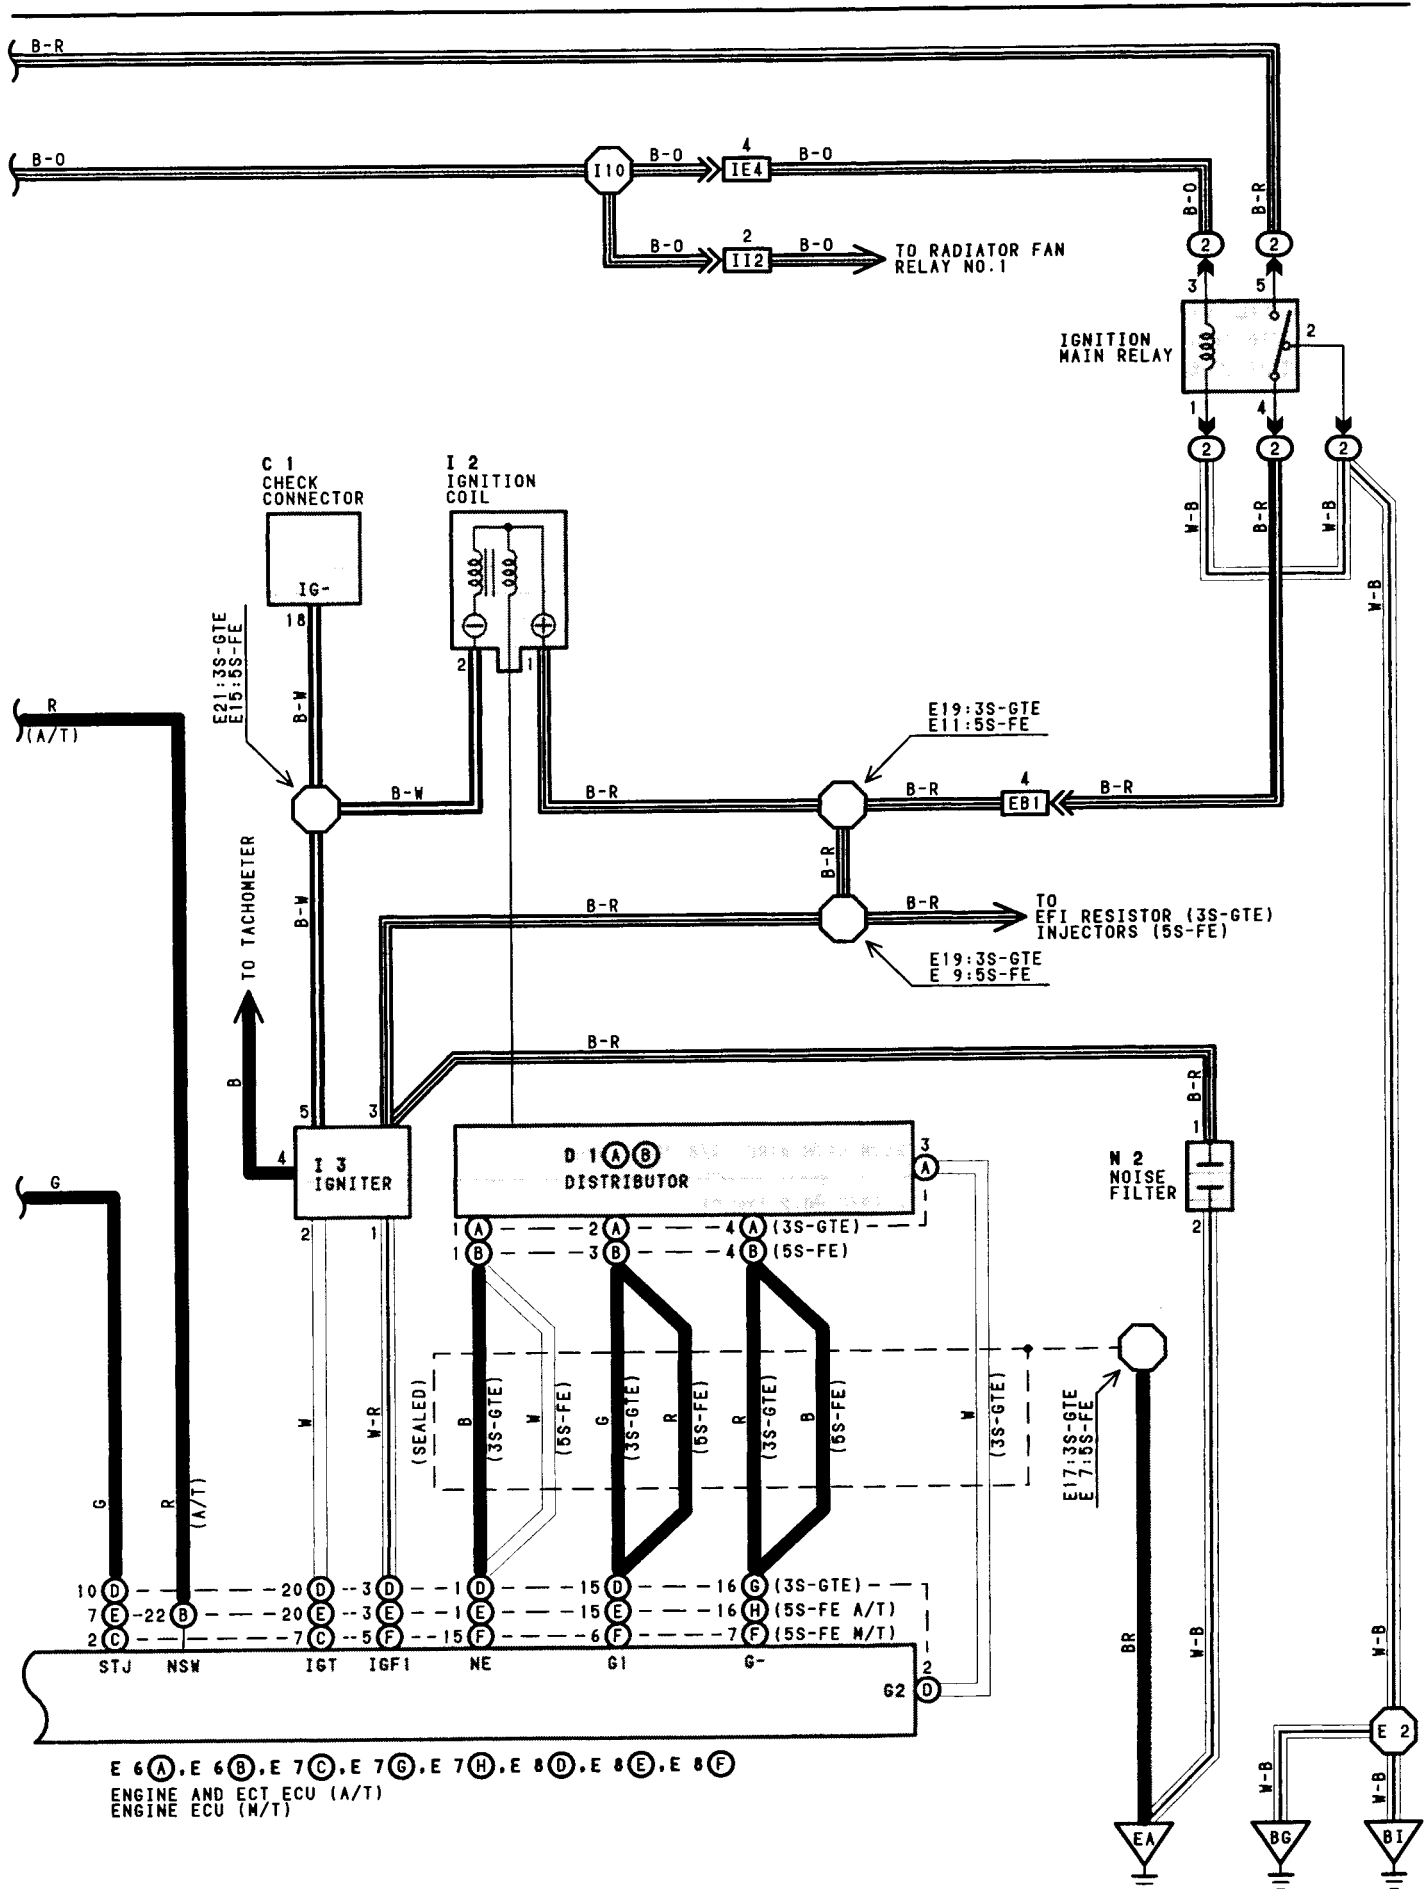 B-R
B-O
I10
B-O
4
IE4
B-O
B-O
B-R
B-O
2
II2
B-O
TO RADIATOR FAN
RELAY NO.1
2
2
3
5
IGNITION
MAIN RELAY
2
1
4
2
2
2
W-B
B-R
W-B
W-B
C 1
CHECK
CONNECTOR
IG-
18
I 2
IGNITION
COIL
2
1
E21:3S-GTE
E15:5S-FE
B-W
R
(A/T)
E19:3S-GTE
E11:5S-FE
B-W
B-R
B-R
4
EB1
B-R
B-R
TO TACHOMETER
B-W
B-R
B-R
TO
EFI RESISTOR (3S-GTE)
INJECTORS (5S-FE)
E19:3S-GTE
E 9:5S-FE
B
B-R
B-R
5
3
4
I 3
IGNITER
2
1
D 1 A B
DISTRIBUTOR
3
A
1
N 2
NOISE
FILTER
2
G
1 A
2 A
4 A (3S-GTE)
1 B
3 B
4 B (5S-FE)
(SEALED)
B
(3S-GTE)
W
(5S-FE)
G
(3S-GTE)
R
(5S-FE)
R
(3S-GTE)
B
(5S-FE)
W
(3S-GTE)
E17:3S-GTE
E 7:5S-FE
W
W-R
G
R
(A/T)
10 D
20 D
3 D
1 D
15 D
16 G (3S-GTE)
7 E
22 B
20 E
3 E
1 E
15 E
16 H (5S-FE A/T)
2 C
7 C
5 F
15 F
6 F
7 F (5S-FE M/T)
STJ
NSW
IGT
IGF1
NE
G1
G-
2
G2
D
BR
W-B
W-B
E 2
W-B
W-B
E 6 A, E 6 B, E 7 C, E 7 G, E 7 H, E 8 D, E 8 E, E 8 F
ENGINE AND ECT ECU (A/T)
ENGINE ECU (M/T)
EA
BG
BI